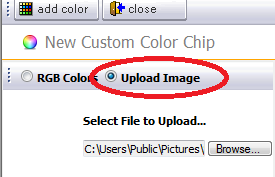 add color close
New Custom Color Chip
RGB Colors Upload Image
Select File to Upload...
C:\Users\Public\Pictures\ Browse...